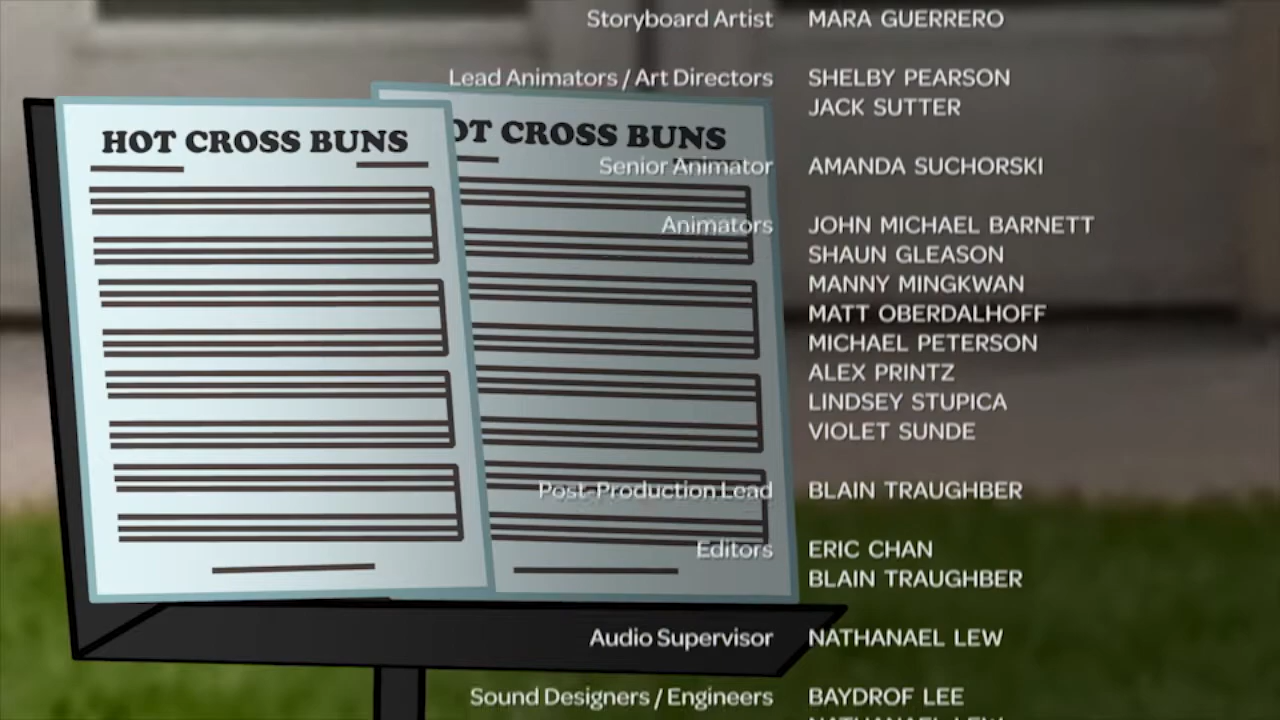 HOT CROSS BUNS
OT CROSS BUNS
Storyboard Artist MARA GUERRERO
Lead Animators / Art Directors SHELBY PEARSON
JACK SUTTER
Senior Animator AMANDA SUCHORSKI
Animators JOHN MICHAEL BARNETT
SHAUN GLEASON
MANNY MINGKWAN
MATT OBERDALHOFF
MICHAEL PETERSON
ALEX PRINTZ
LINDSEY STUPICA
VIOLET SUNDE
Post-Production Lead BLAIN TRAUGHBER
Editors ERIC CHAN
BLAIN TRAUGHBER
Audio Supervisor NATHANAEL LEW
Sound Designers / Engineers BAYDROF LEE
NATHANAEL LEW